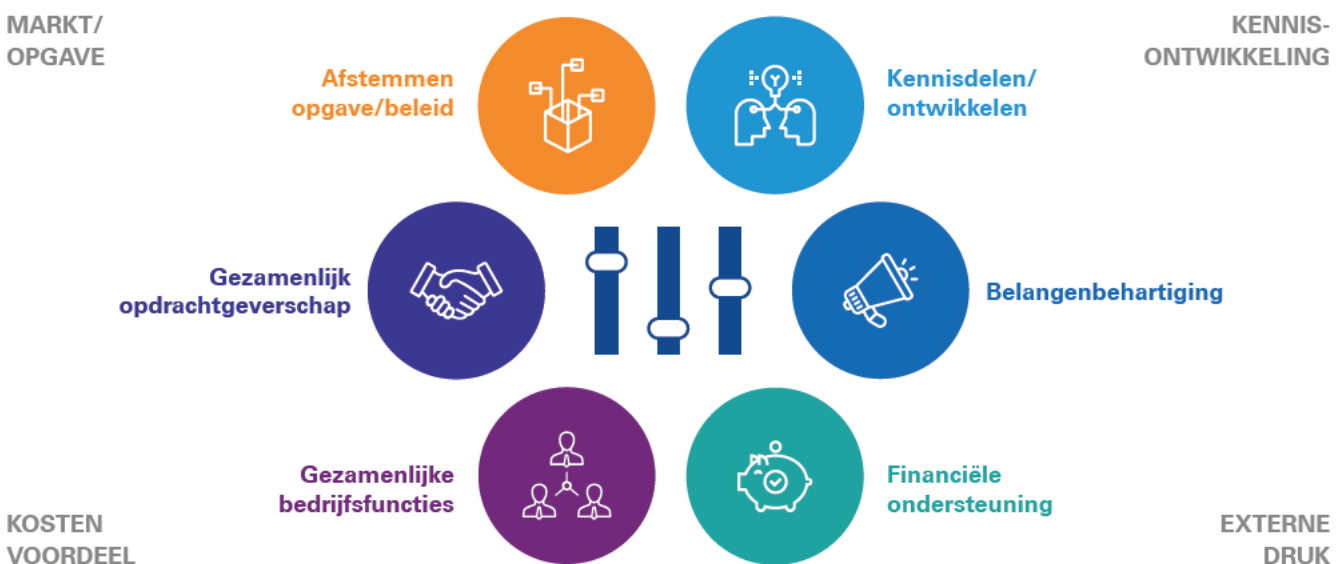 MARKT/
OPGAVE
KENNIS-
ONTWIKKELING
Afstemmen
opgave/beleid
Kennisdelen/
ontwikkelen
Gezamenlijk
opdrachtgeverschap
Belangenbehartiging
Gezamenlijke
bedrijfsfuncties
Financiële
ondersteuning
KOSTEN
VOORDEEL
EXTERNE
DRUK